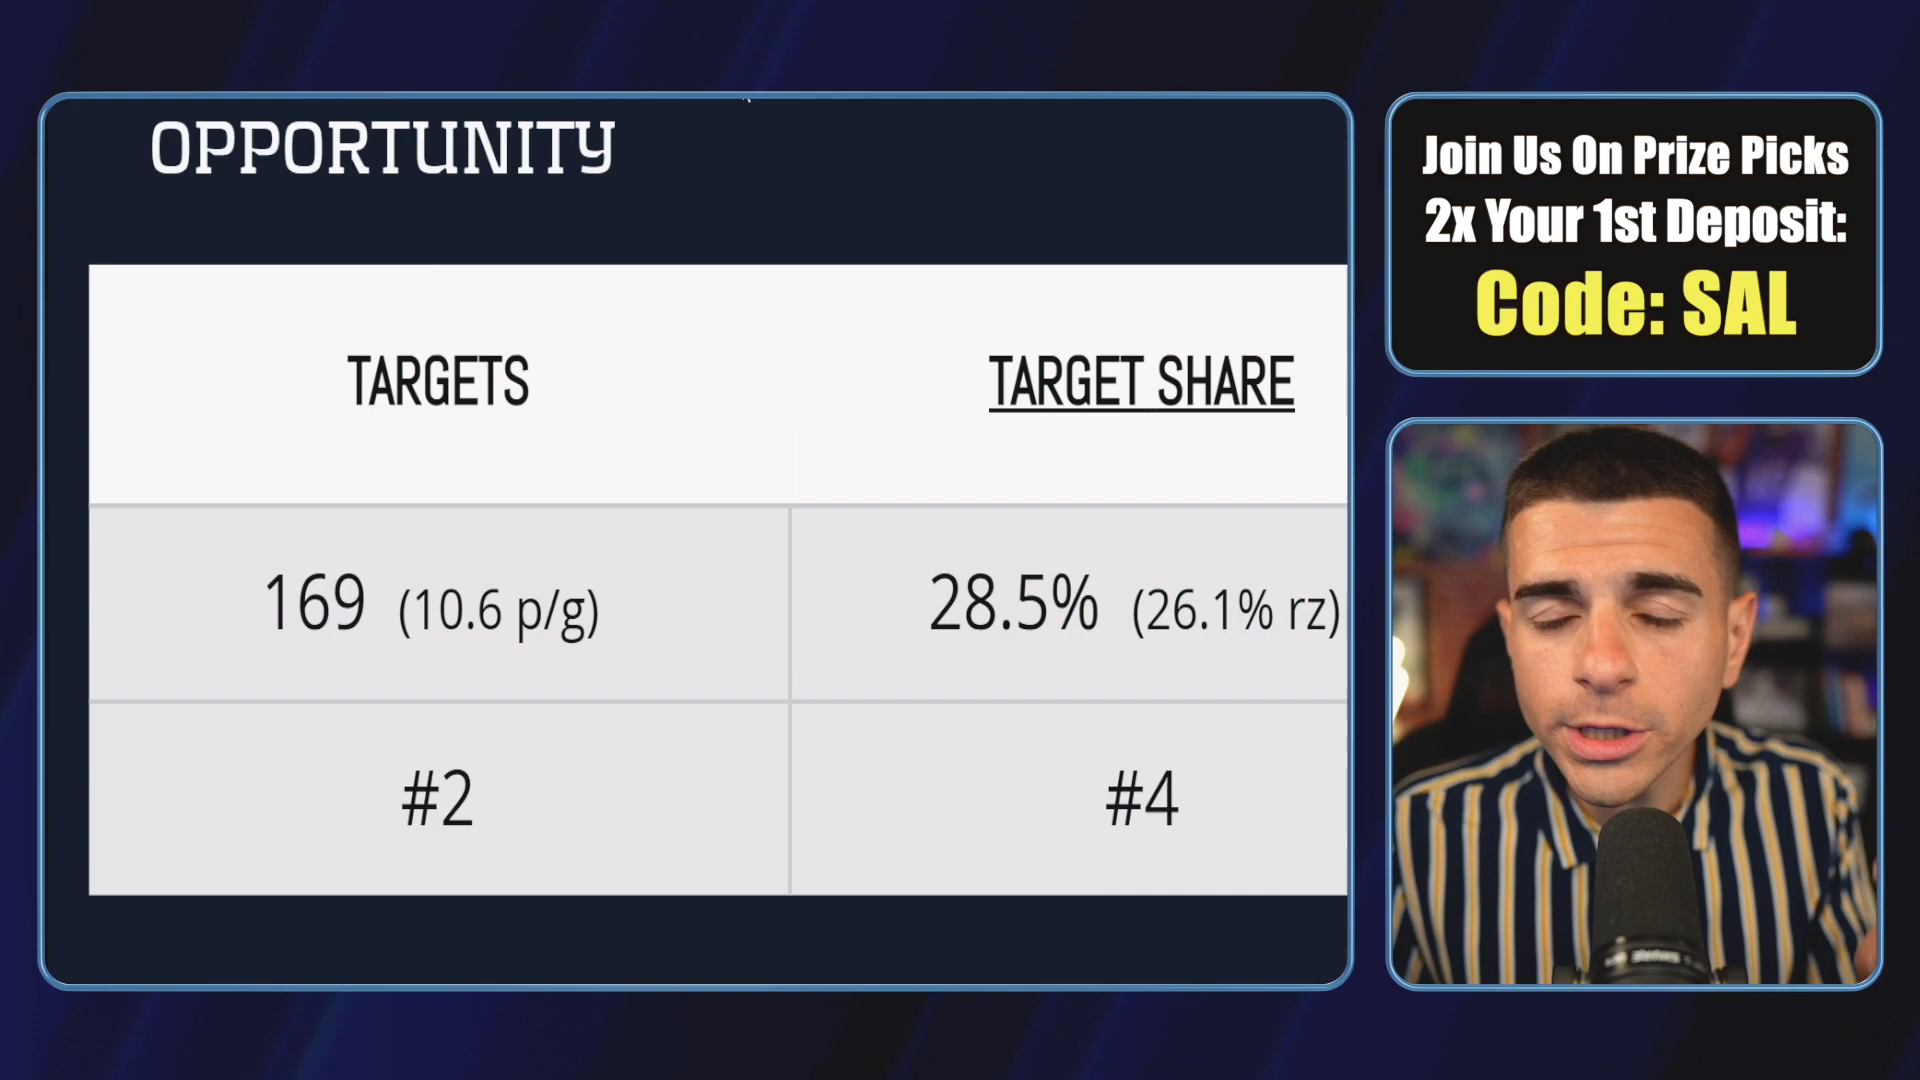 OPPORTUNITY
TARGETS
TARGET SHARE
169 (10.6 p/g)
28.5% (26.1% rz)
#2
#4
Join Us On Prize Picks
2x Your 1st Deposit:
Code: SAL